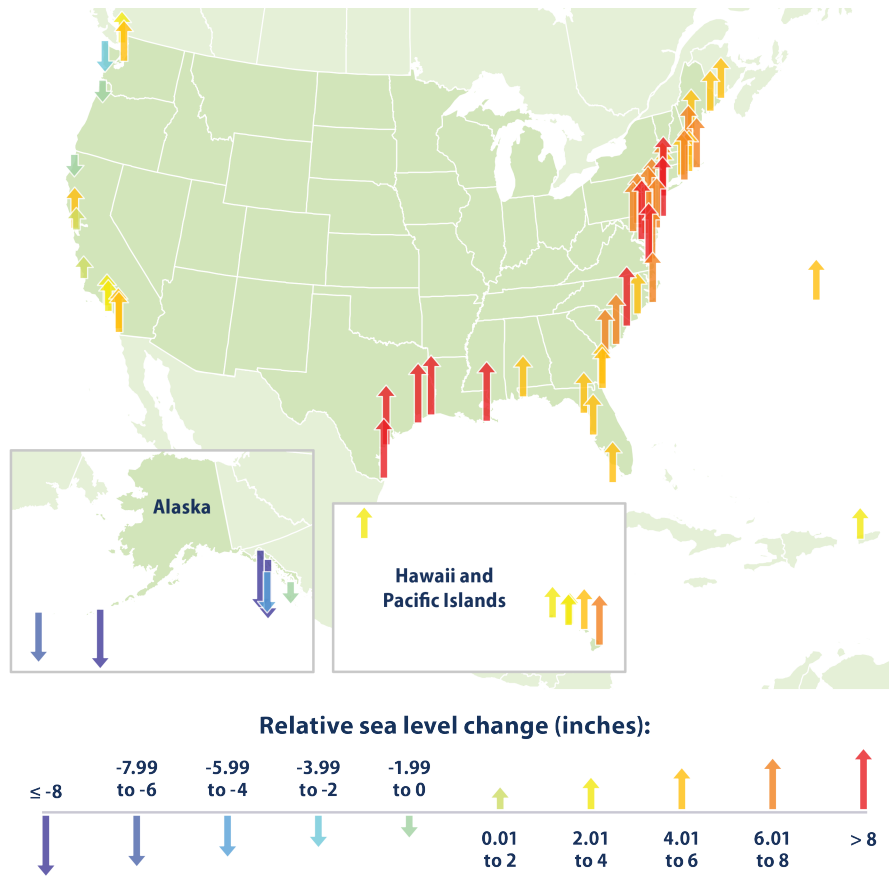 Alaska
Hawaii and
Pacific Islands
Relative sea level change (inches):
≤ -8
-7.99
to -6
-5.99
to -4
-3.99
to -2
-1.99
to 0
0.01
to 2
2.01
to 4
4.01
to 6
6.01
to 8
> 8